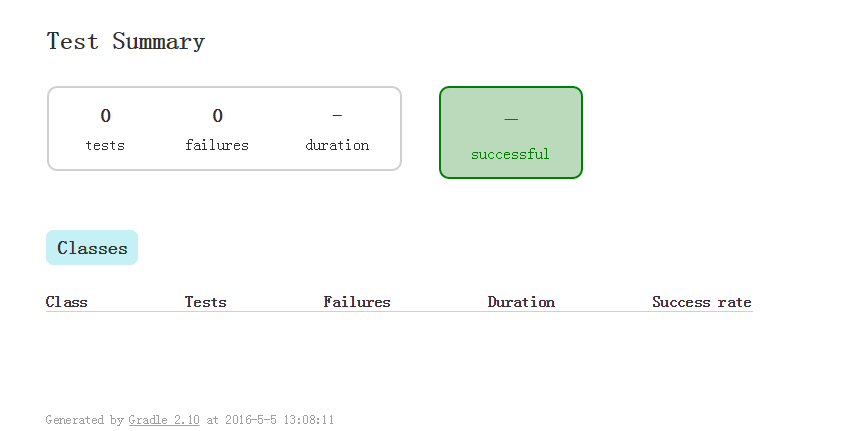 Test Summary
0 0 -
tests failures duration
–
successful
Classes
Class Tests Failures Duration Success rate
Generated by Gradle 2.10 at 2016-5-5 13:08:11